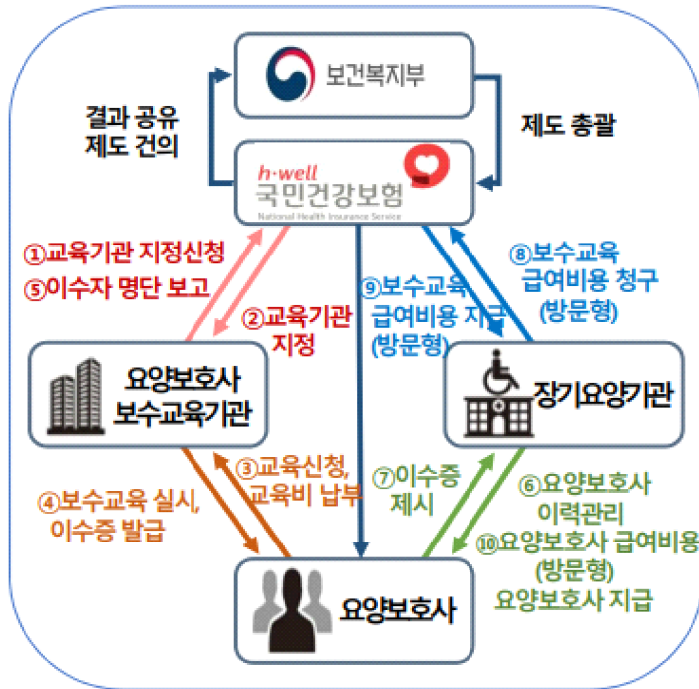 보건복지부
결과 공유
제도 건의
제도 총괄
h·well
국민건강보험
National Health Insurance Service
①교육기관 지정신청
⑤이수자 명단 보고
②교육기관
지정
⑨보수교육
급여비용 지급
(방문형)
⑧보수교육
급여비용 청구
(방문형)
요양보호사
보수교육기관
장기요양기관
④보수교육 실시,
이수증 발급
③교육신청,
교육비 납부
⑦이수증
제시
⑥요양보호사
이력관리
⑩요양보호사 급여비용
(방문형)
요양보호사 지급
요양보호사